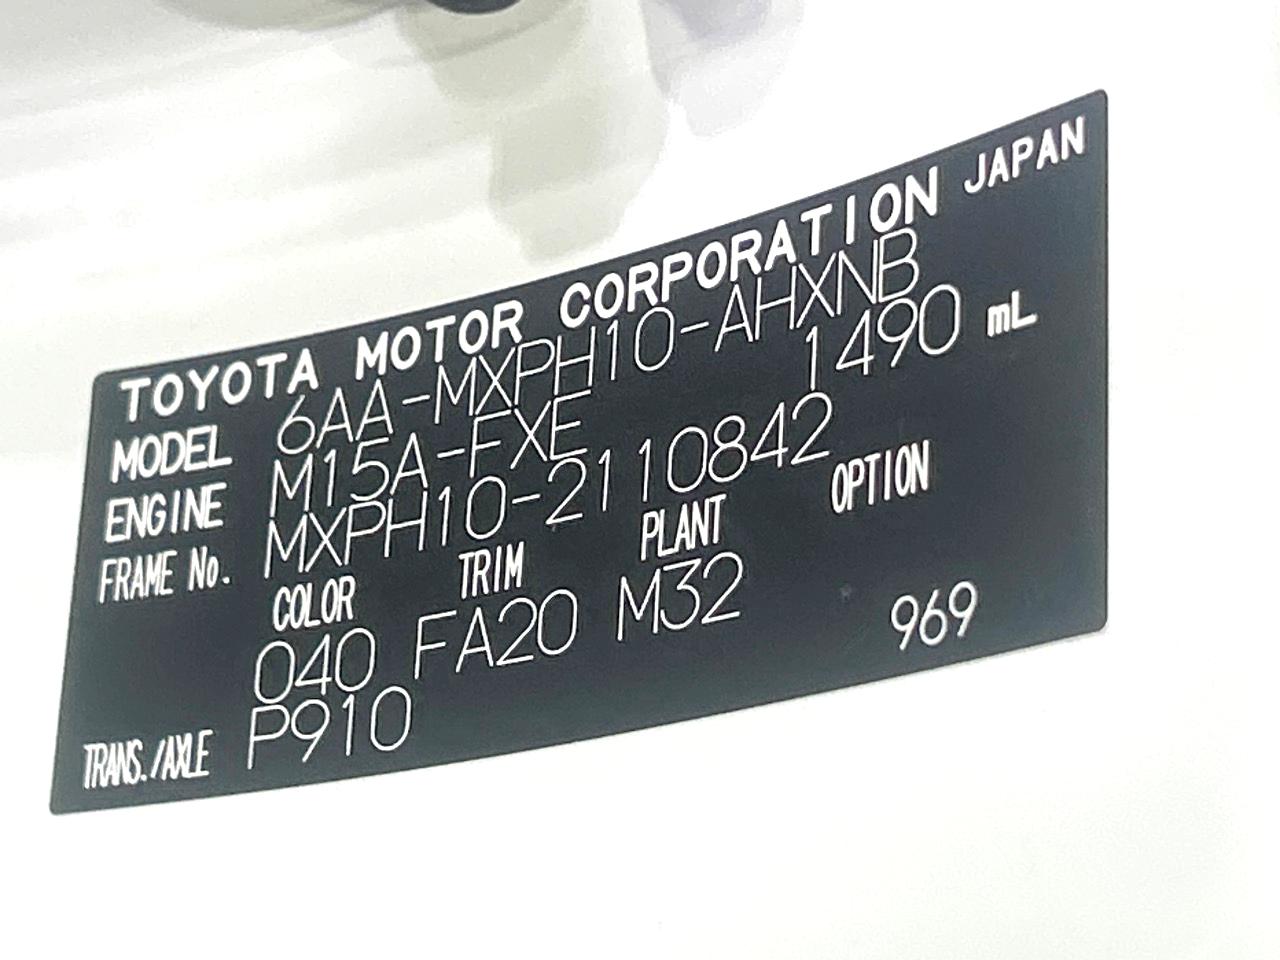 TOYOTA MOTOR CORPORATION JAPAN
MODEL 6AA-MXPH10-AHXNB
ENGINE M15A-FXE 1490 mL
FRAME No. MXPH10-2110842
COLOR TRIM PLANT OPTION
040 FA20 M32 969
TRANS./AXLE P910